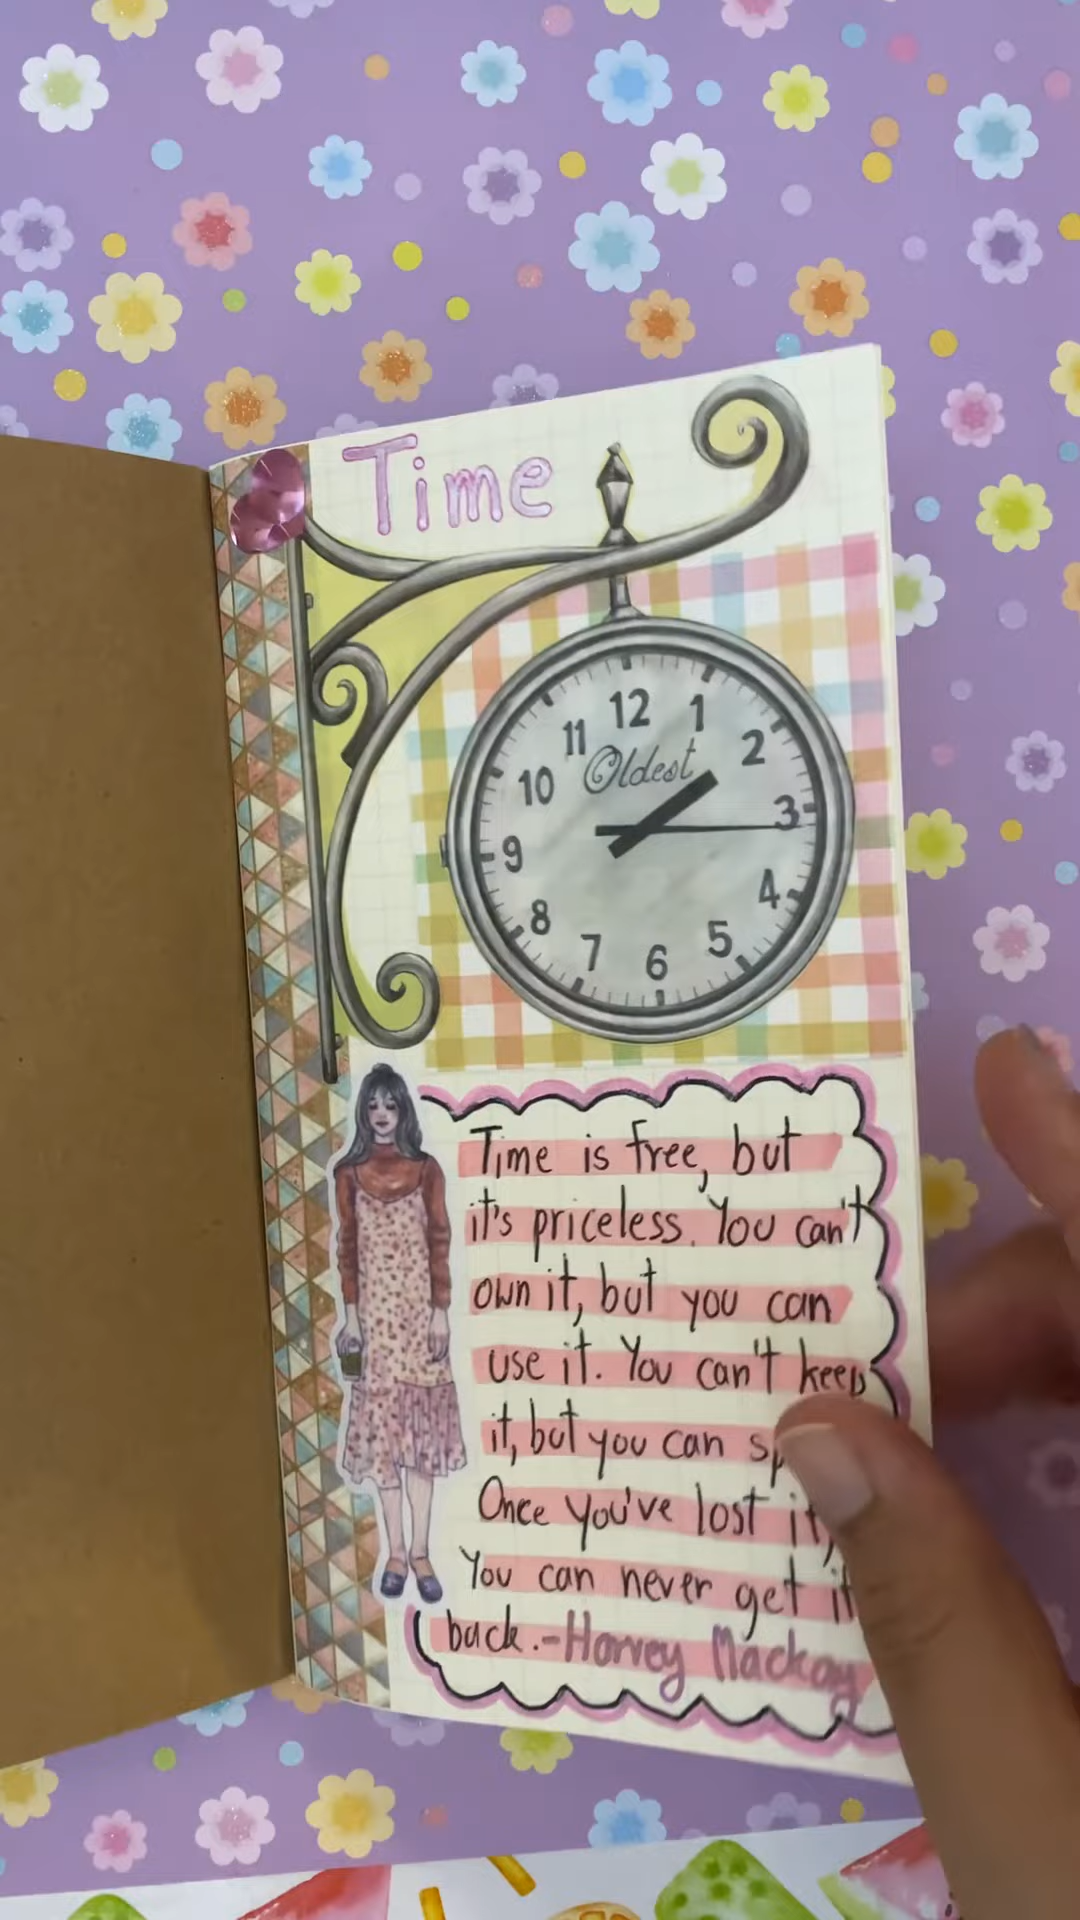 Time
12
1
11
2
Oldest
10
3
9
4
8
5
7
6
Time is free, but
it's priceless. You can't
own it, but you can
use it. You can't keep
it, but you can
Once you've lost it,
You can never get it
back.-Harvey Mackay